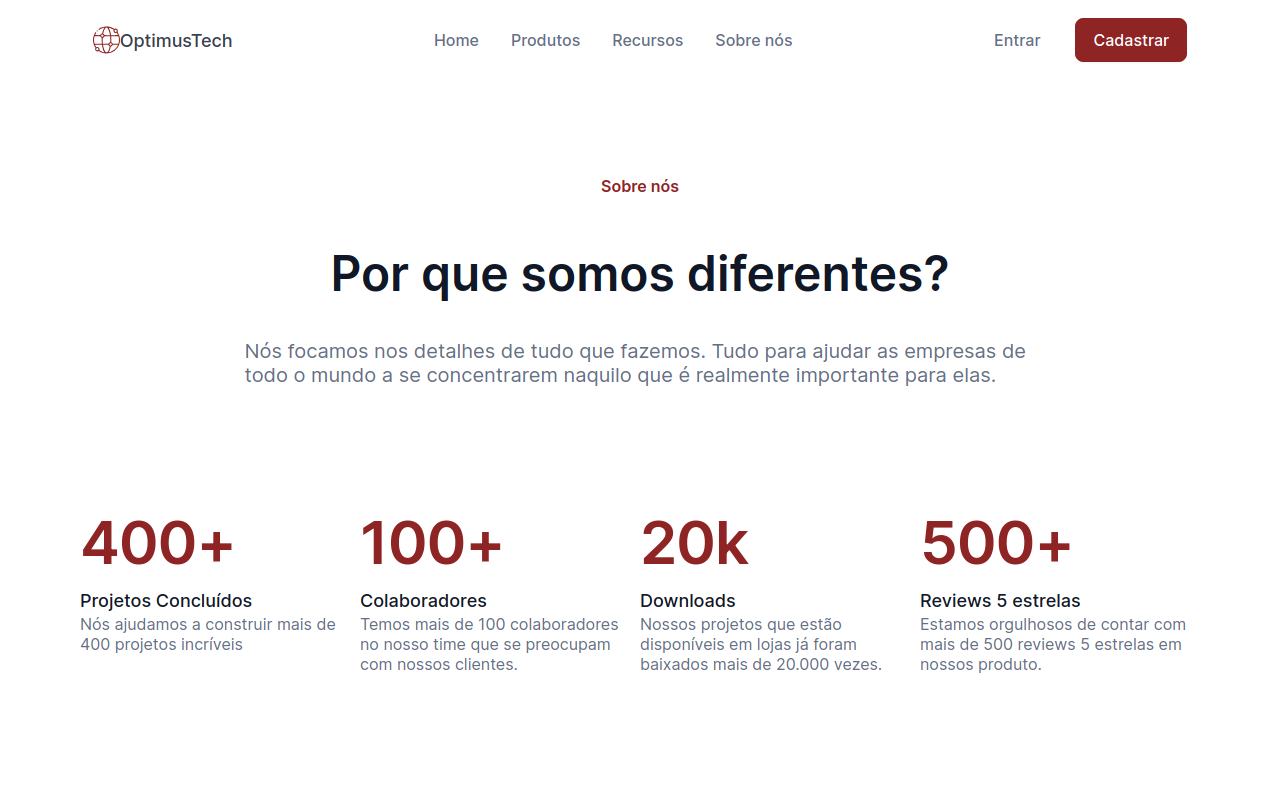 OptimusTech
Home Produtos Recursos Sobre nós
Entrar Cadastrar
Sobre nós
Por que somos diferentes?
Nós focamos nos detalhes de tudo que fazemos. Tudo para ajudar as empresas de
todo o mundo a se concentrarem naquilo que é realmente importante para elas.
400+
Projetos Concluídos
Nós ajudamos a construir mais de
400 projetos incríveis
100+
Colaboradores
Temos mais de 100 colaboradores
no nosso time que se preocupam
com nossos clientes.
20k
Downloads
Nossos projetos que estão
disponíveis em lojas já foram
baixados mais de 20.000 vezes.
500+
Reviews 5 estrelas
Estamos orgulhosos de contar com
mais de 500 reviews 5 estrelas em
nossos produto.